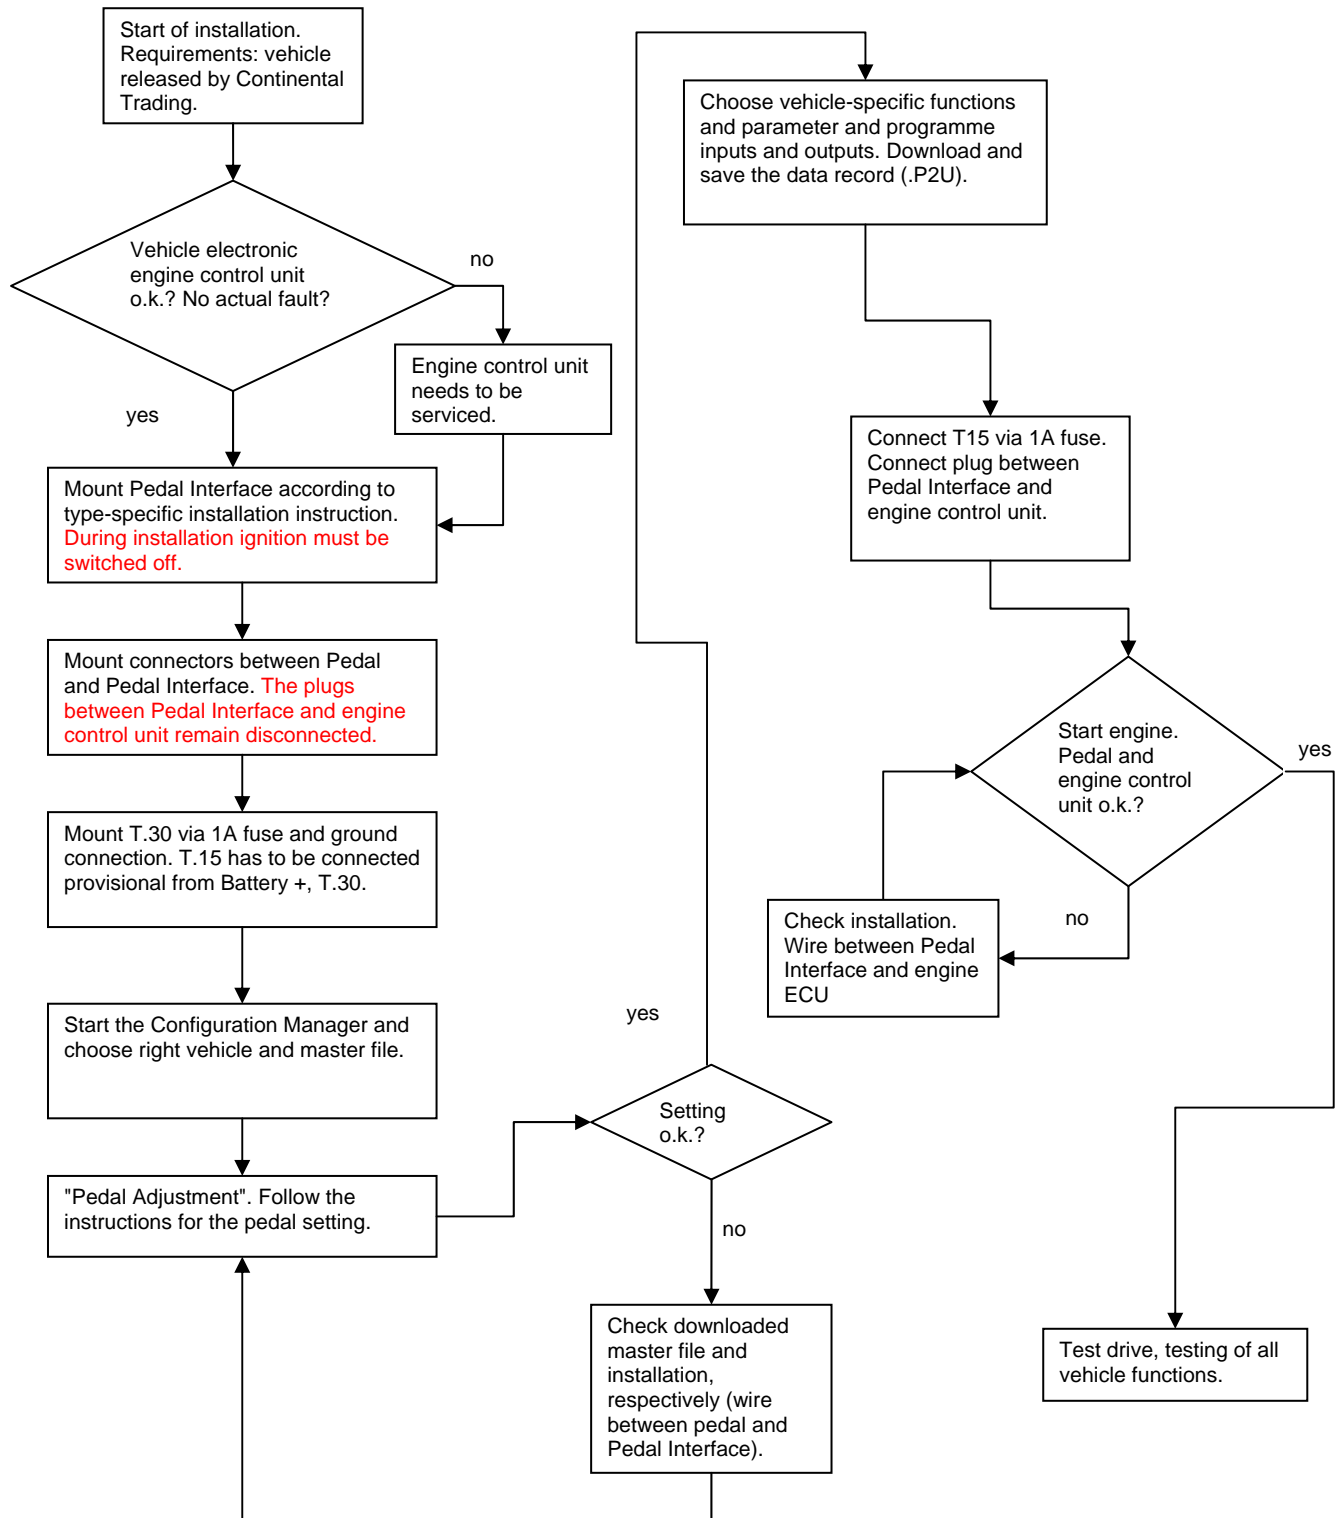 Start of installation.
Requirements: vehicle
released by Continental
Trading.
Vehicle electronic
engine control unit
o.k.? No actual fault?
no
Engine control unit
needs to be
serviced.
yes
Mount Pedal Interface according to
type-specific installation instruction.
During installation ignition must be
switched off.
Mount connectors between Pedal
and Pedal Interface. The plugs
between Pedal Interface and engine
control unit remain disconnected.
Mount T.30 via 1A fuse and ground
connection. T.15 has to be connected
provisional from Battery +, T.30.
Start the Configuration Manager and
choose right vehicle and master file.
"Pedal Adjustment". Follow the
instructions for the pedal setting.
Setting
o.k.?
yes
no
Check downloaded
master file and
installation,
respectively (wire
between pedal and
Pedal Interface).
Choose vehicle-specific functions
and parameter and programme
inputs and outputs. Download and
save the data record (.P2U).
Connect T15 via 1A fuse.
Connect plug between
Pedal Interface and
engine control unit.
Start engine.
Pedal and
engine control
unit o.k.?
yes
no
Check installation.
Wire between Pedal
Interface and engine
ECU
Test drive, testing of all
vehicle functions.